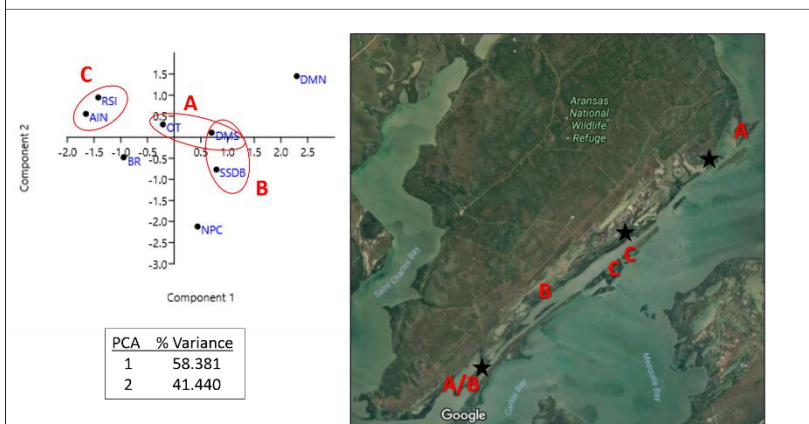 C
A
B
Component 2
1.5
1.0
0.5
-2.0 -1.5 -1.0 -0.5 0.5 1.0 1.5 2.0 2.5
-0.5
-1.0
-1.5
-2.0
-2.5
-3.0
DMN
RSI
AIN
OT
DMS
BR
SSDB
NPC
Component 1
PCA % Variance
1 58.381
2 41.440
Aransas
National
Wildlife
Refuge
A
Saint Charles Bay
C
C
B
A/B
Carlos Bay
Mesquite Bay
Google